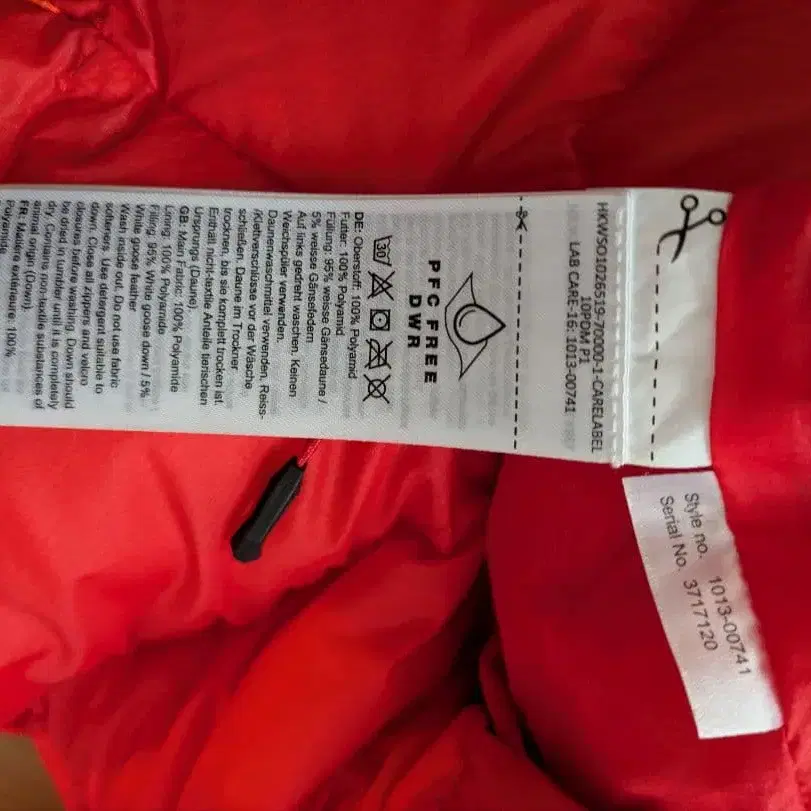 HKWSO1026519-70000-1-CARELABEL
10PDM P1
LAB CARE-16: 1013-00741
PFC FREE
DWR
30
DE: Oberstoff: 100% Polyamid
Futter: 100% Polyamid
Füllung: 95% weisse Gänsedaune /
5% weisse Gänsefedern
Auf links gedreht waschen. Keinen
Weichspüler verwenden.
Daunenwaschmittel verwenden. Reiss-
/Klettverschlüsse vor der Wäsche
schließen. Daune im Trockner
trocknen, bis sie komplett trocken ist.
Enthält nicht-textile Anteile tierischen
Ursprungs (Daune).
GB: Main Fabric: 100% Polyamide
Lining: 100% Polyamide
Filling: 95% White goose down / 5%
White goose feather
Wash inside out. Do not use fabric
softeners. Use detergent suitable to
down. Close all zippers and velcro
closures before washing. Down should
be dried in tumbler until it is completely
dry. Contains non-textile substances of
animal origin (Down).
FR: Matière extérieure: 100%
Polyamide
Style no. 1013-00741
Serial No. 3717120